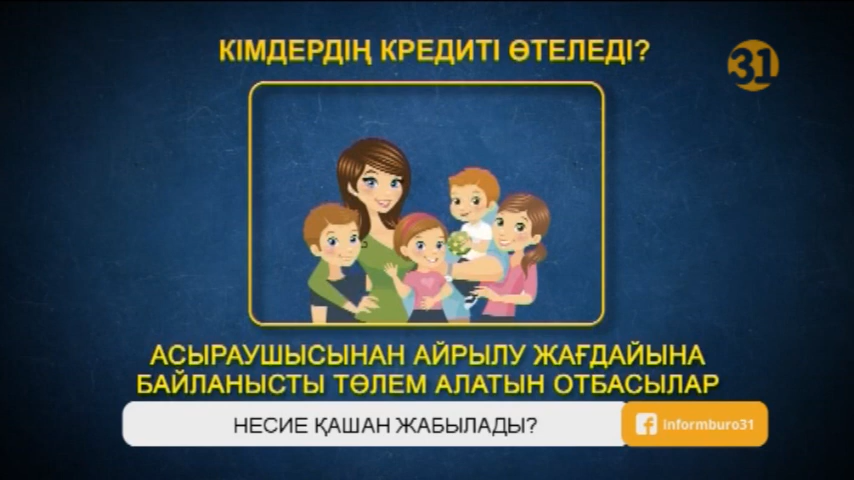 КІМДЕРДІҢ КРЕДИТІ ӨТЕЛЕДІ?
31
АСЫРАУШЫСЫНАН АЙРЫЛУ ЖАҒДАЙЫНА
БАЙЛАНЫСТЫ ТӨЛЕМ АЛАТЫН ОТБАСЫЛАР
НЕСИЕ ҚАШАН ЖАБЫЛАДЫ?
informburo31